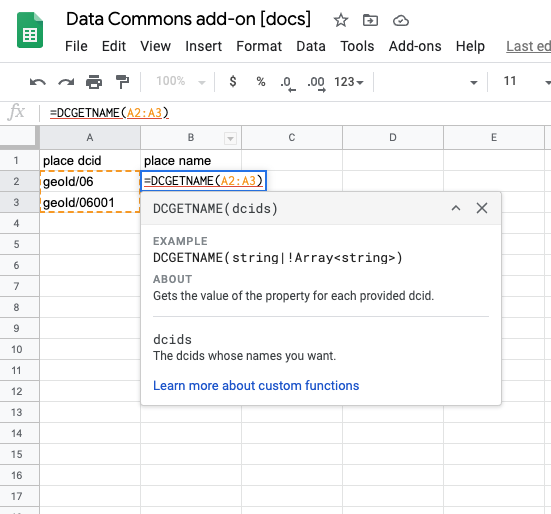 Data Commons add-on [docs]
File Edit View Insert Format Data Tools Add-ons Help Last ed
100% $ % .0 .00 123 11
fx =DCGETNAME(A2:A3)
A B C D E
1 place dcid place name
2 geoId/06 =DCGETNAME(A2:A3)
3 geoId/06001
4
5
6
7
8
9
10
11
12
13
14
15
16
17
DCGETNAME(dcids)
EXAMPLE
DCGETNAME(string|!Array<string>)
ABOUT
Gets the value of the property for each provided dcid.
dcids
The dcids whose names you want.
Learn more about custom functions